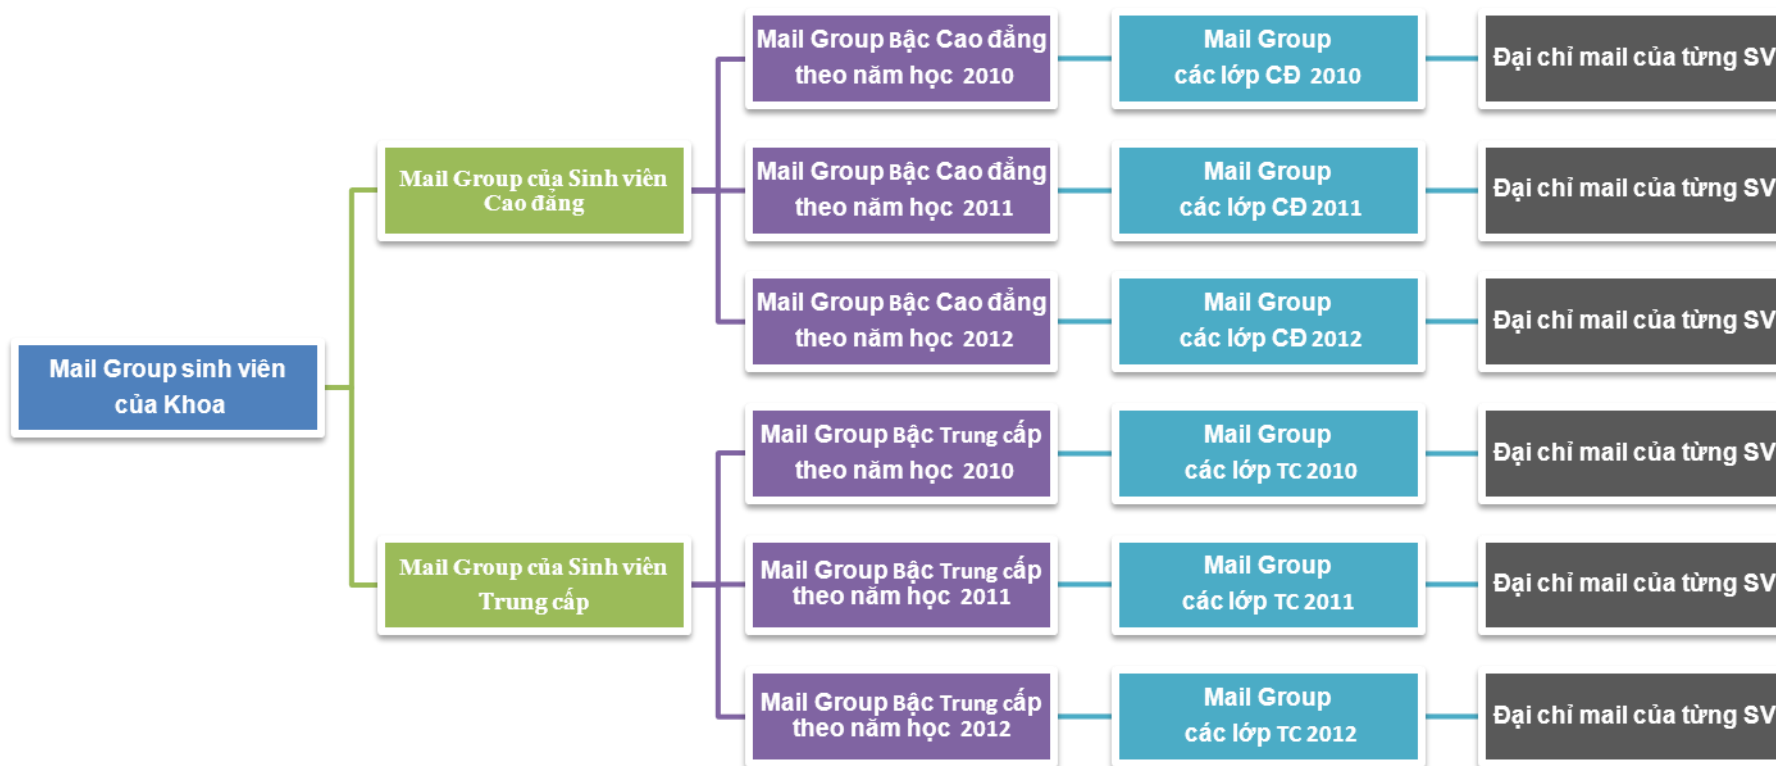 Mail Group sinh viên
của Khoa
Mail Group của Sinh viên
Cao đẳng
Mail Group Bậc Cao đẳng
theo năm học 2010
Mail Group
các lớp CĐ 2010
Đại chỉ mail của từng SV
Mail Group Bậc Cao đẳng
theo năm học 2011
Mail Group
các lớp CĐ 2011
Đại chỉ mail của từng SV
Mail Group Bậc Cao đẳng
theo năm học 2012
Mail Group
các lớp CĐ 2012
Đại chỉ mail của từng SV
Mail Group của Sinh viên
Trung cấp
Mail Group Bậc Trung cấp
theo năm học 2010
Mail Group
các lớp TC 2010
Đại chỉ mail của từng SV
Mail Group Bậc Trung cấp
theo năm học 2011
Mail Group
các lớp TC 2011
Đại chỉ mail của từng SV
Mail Group Bậc Trung cấp
theo năm học 2012
Mail Group
các lớp TC 2012
Đại chỉ mail của từng SV